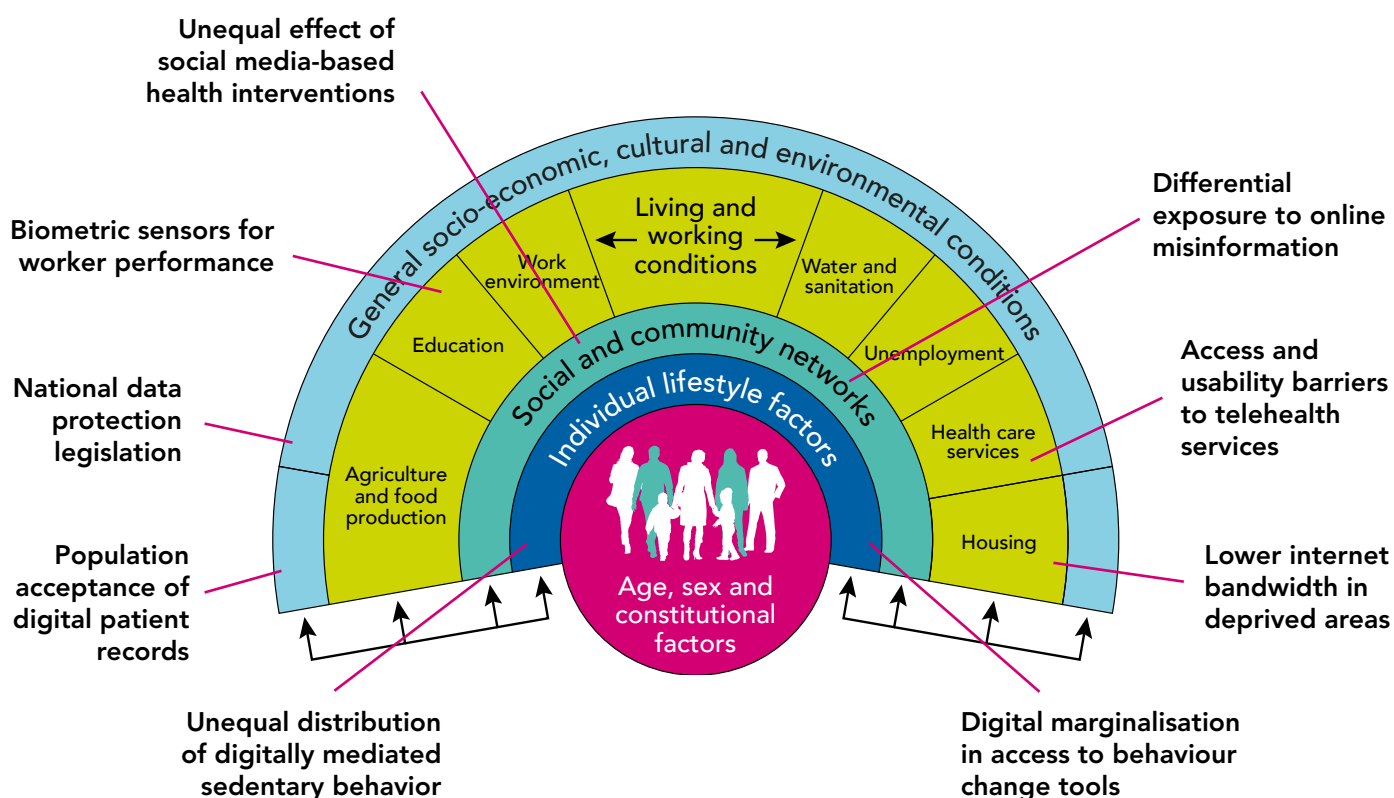 Unequal effect of
social media-based
health interventions
Biometric sensors for
worker performance
National data
protection
legislation
Population
acceptance of
digital patient
records
Unequal distribution
of digitally mediated
sedentary behavior
General socio-economic, cultural and environmental conditions
Living and
working
conditions
Agriculture
and food
production
Education
Work
environment
Water and
sanitation
Unemployment
Health care
services
Housing
Social and community networks
Individual lifestyle factors
Age, sex and
constitutional
factors
Differential
exposure to online
misinformation
Access and
usability barriers
to telehealth
services
Lower internet
bandwidth in
deprived areas
Digital marginalisation
in access to behaviour
change tools